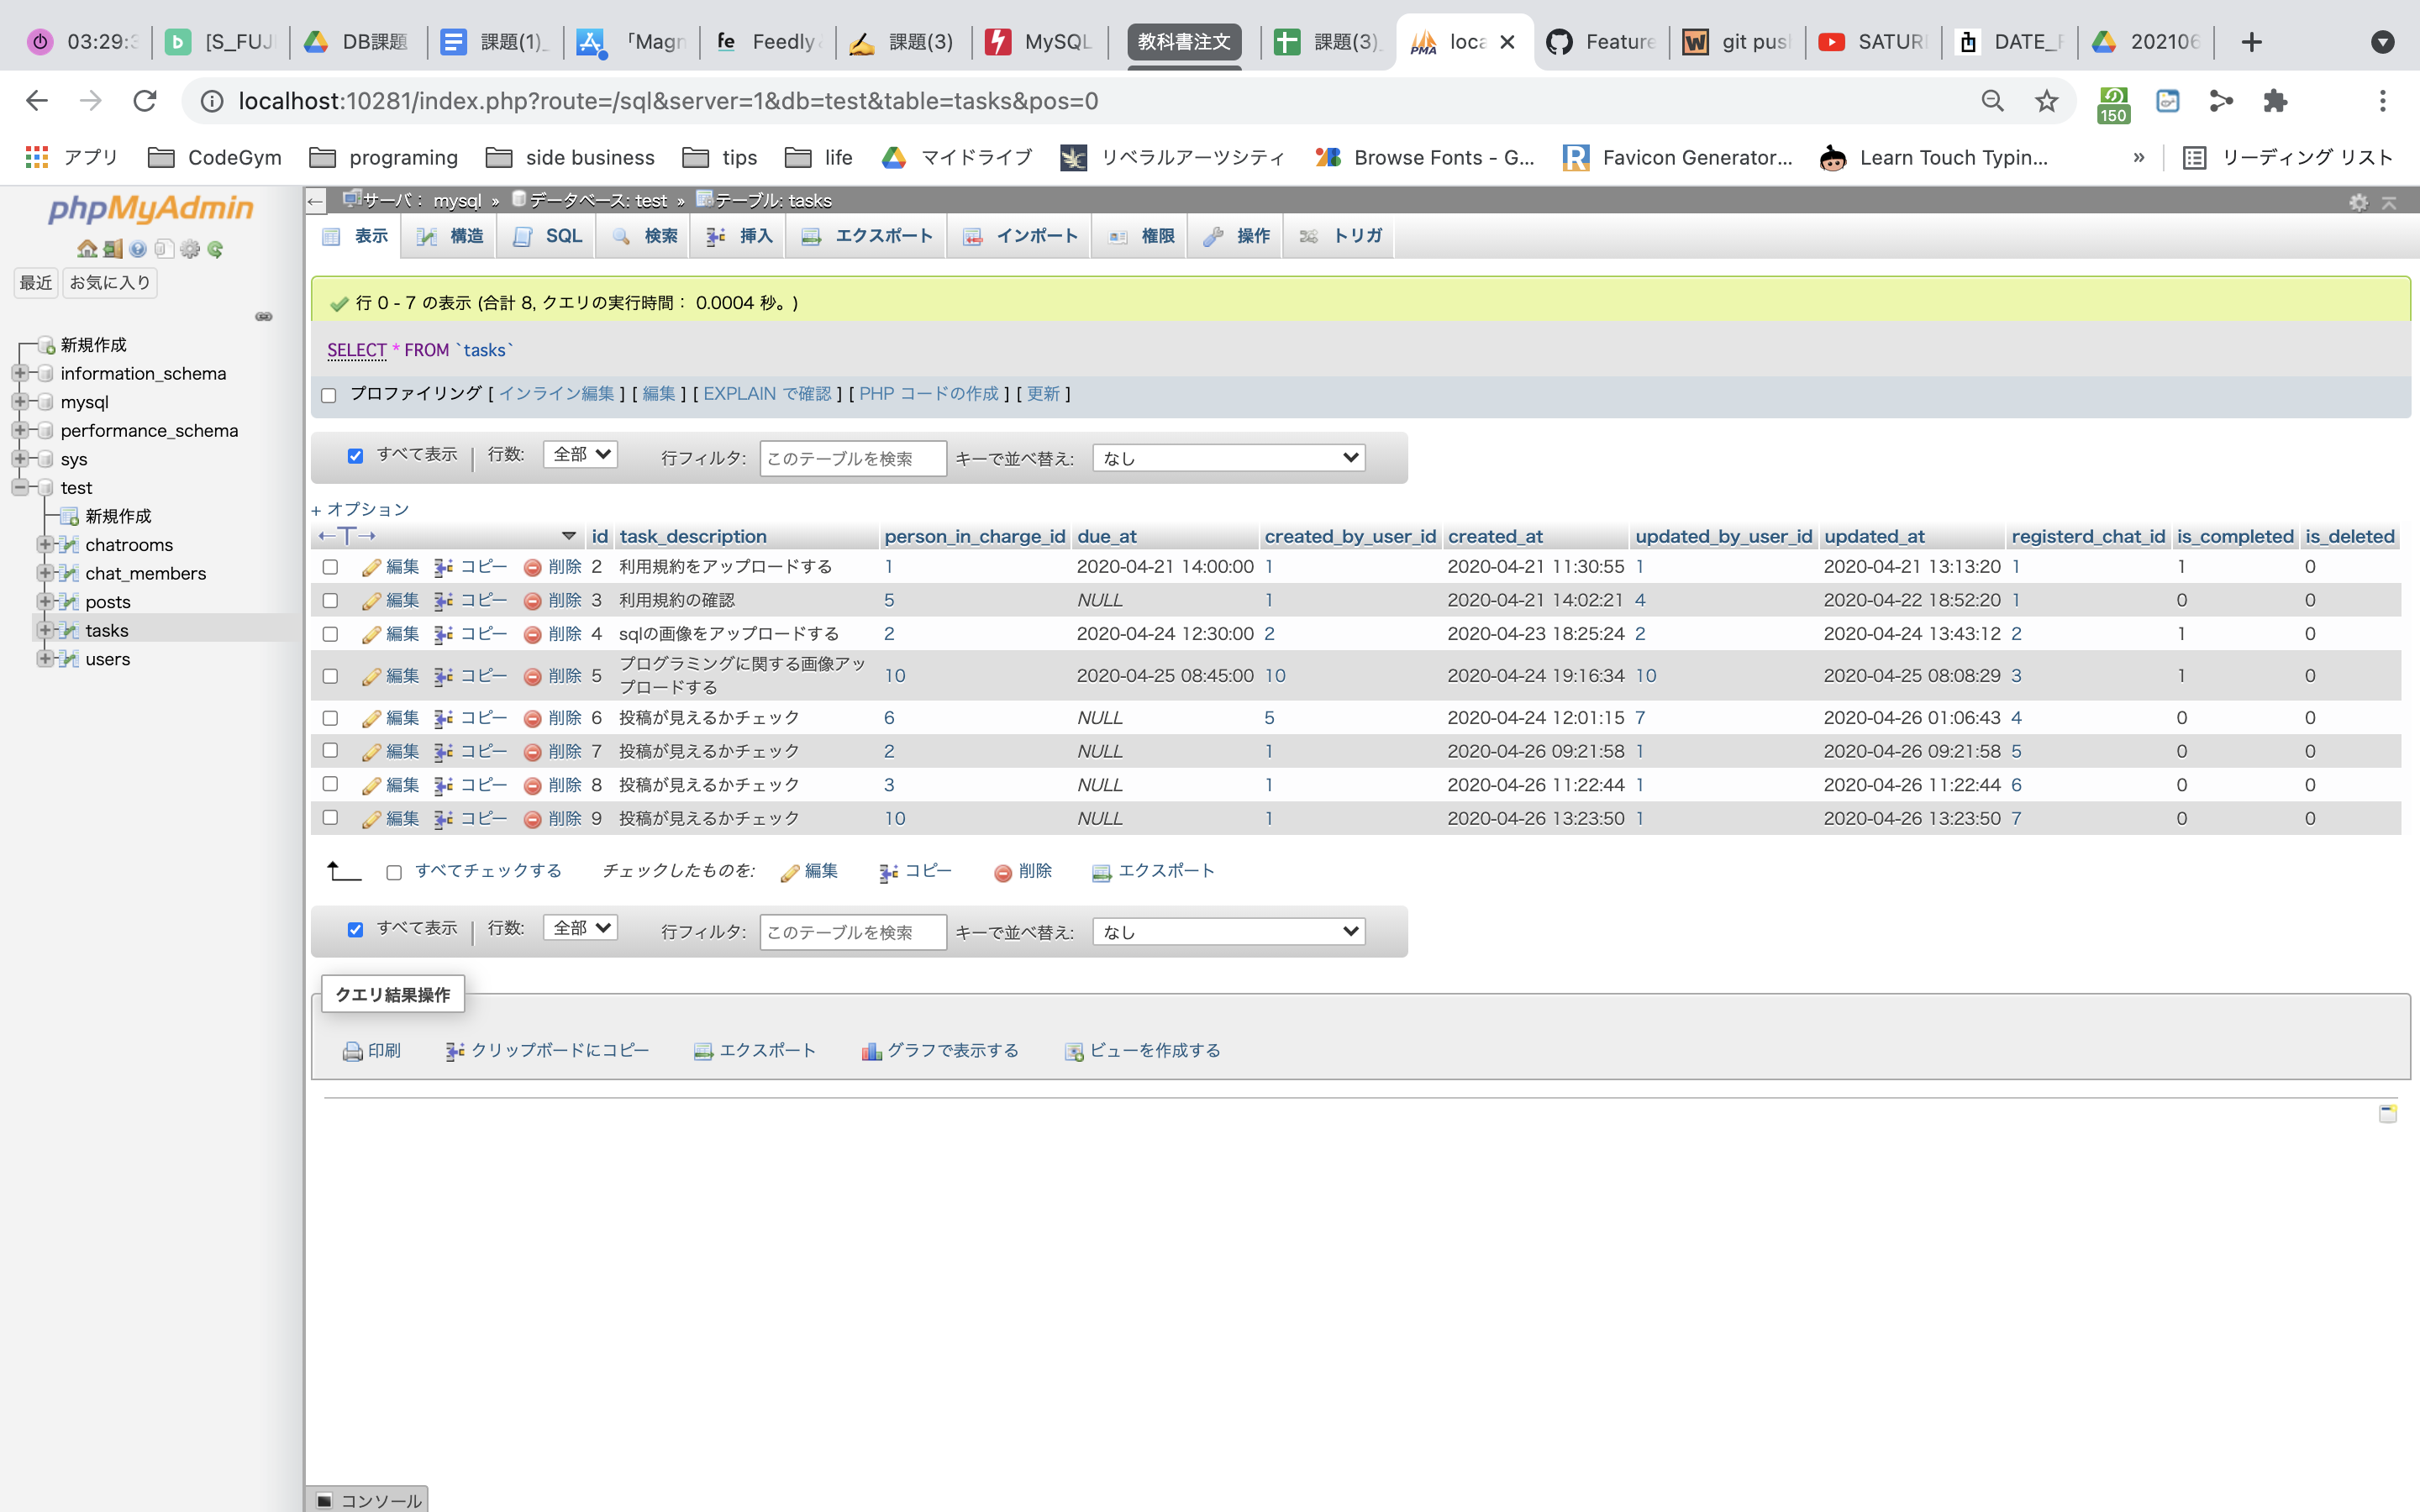 03:29:3 [S_FUJI DB課題 課題(1)_ 「Magn Feedly 課題(3) MySQL 教科書注文 課題(3)_ loca Feature git pus SATUR DATE_F 202106
localhost:10281/index.php?route=/sql&server=1&db=test&table=tasks&pos=0
150
アプリ CodeGym programing side business tips life マイドライブ リベラルアーツシティ Browse Fonts - G... Favicon Generator... Learn Touch Typin... » リーディング リスト
phpMyAdmin
最近 お気に入り
新規作成
information_schema
mysql
performance_schema
sys
test
新規作成
chatrooms
chat_members
posts
tasks
users
サーバ： mysql » データベース: test » テーブル: tasks
表示 構造 SQL 検索 挿入 エクスポート インポート 権限 操作 トリガ
行 0 - 7 の表示 (合計 8, クエリの実行時間： 0.0004 秒。)
SELECT * FROM `tasks`
プロファイリング [ インライン編集 ] [ 編集 ] [ EXPLAIN で確認 ] [ PHP コードの作成 ] [ 更新 ]
すべて表示 | 行数: 全部 行フィルタ: このテーブルを検索 キーで並べ替え: なし
+ オプション
←T→ id task_description person_in_charge_id due_at created_by_user_id created_at updated_by_user_id updated_at registerd_chat_id is_completed is_deleted
編集 コピー 削除 2 利用規約をアップロードする 1 2020-04-21 14:00:00 1 2020-04-21 11:30:55 1 2020-04-21 13:13:20 1 1 0
編集 コピー 削除 3 利用規約の確認 5 NULL 1 2020-04-21 14:02:21 4 2020-04-22 18:52:20 1 0 0
編集 コピー 削除 4 sqlの画像をアップロードする 2 2020-04-24 12:30:00 2 2020-04-23 18:25:24 2 2020-04-24 13:43:12 2 1 0
編集 コピー 削除 5 プログラミングに関する画像アッ
プロードする 10 2020-04-25 08:45:00 10 2020-04-24 19:16:34 10 2020-04-25 08:08:29 3 1 0
編集 コピー 削除 6 投稿が見えるかチェック 6 NULL 5 2020-04-24 12:01:15 7 2020-04-26 01:06:43 4 0 0
編集 コピー 削除 7 投稿が見えるかチェック 2 NULL 1 2020-04-26 09:21:58 1 2020-04-26 09:21:58 5 0 0
編集 コピー 削除 8 投稿が見えるかチェック 3 NULL 1 2020-04-26 11:22:44 1 2020-04-26 11:22:44 6 0 0
編集 コピー 削除 9 投稿が見えるかチェック 10 NULL 1 2020-04-26 13:23:50 1 2020-04-26 13:23:50 7 0 0
すべてチェックする チェックしたものを: 編集 コピー 削除 エクスポート
すべて表示 | 行数: 全部 行フィルタ: このテーブルを検索 キーで並べ替え: なし
クエリ結果操作
印刷 クリップボードにコピー エクスポート グラフで表示する ビューを作成する
コンソール